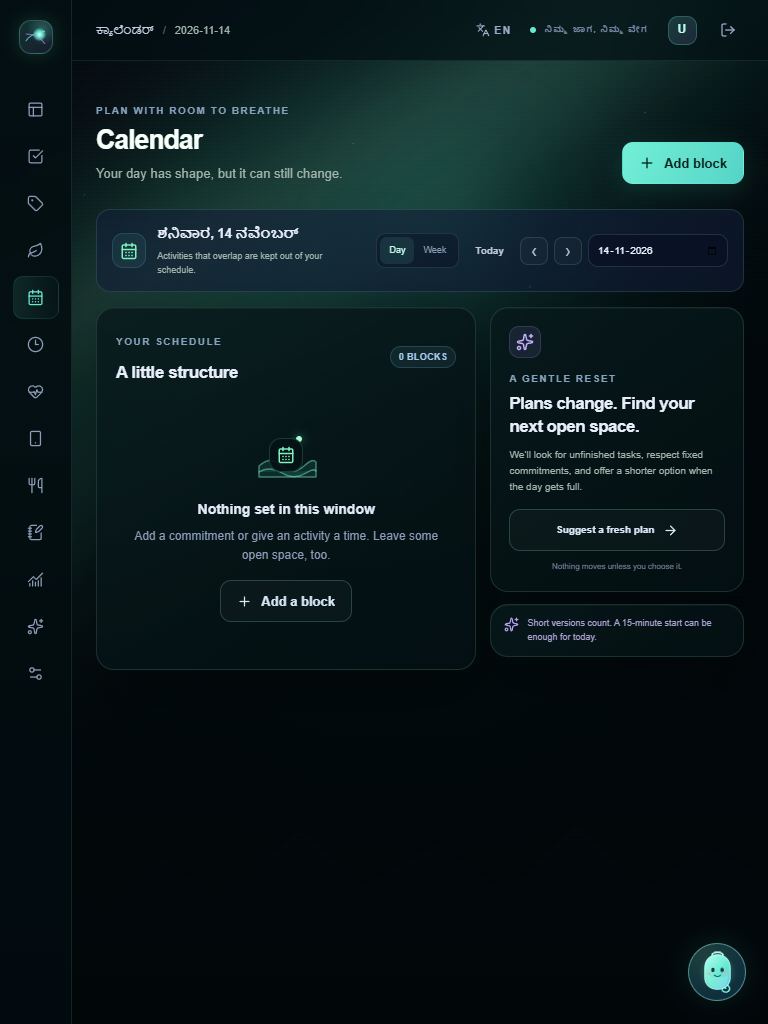 ಕ್ಯಾಲೆಂಡರ್ / 2026-11-14
EN
ನಿಮ್ಮ ಜಾಗ. ನಿಮ್ಮ ವೇಗ
U
PLAN WITH ROOM TO BREATHE
Calendar
Your day has shape, but it can still change.
Add block
ಶನಿವಾರ, 14 ನವೆಂಬರ್
Activities that overlap are kept out of your
schedule.
Day Week Today
14-11-2026
YOUR SCHEDULE
A little structure
0 BLOCKS
Nothing set in this window
Add a commitment or give an activity a time. Leave some
open space, too.
Add a block
A GENTLE RESET
Plans change. Find your
next open space.
We'll look for unfinished tasks, respect fixed
commitments, and offer a shorter option when
the day gets full.
Suggest a fresh plan
Nothing moves unless you choose it.
Short versions count. A 15-minute start can be
enough for today.